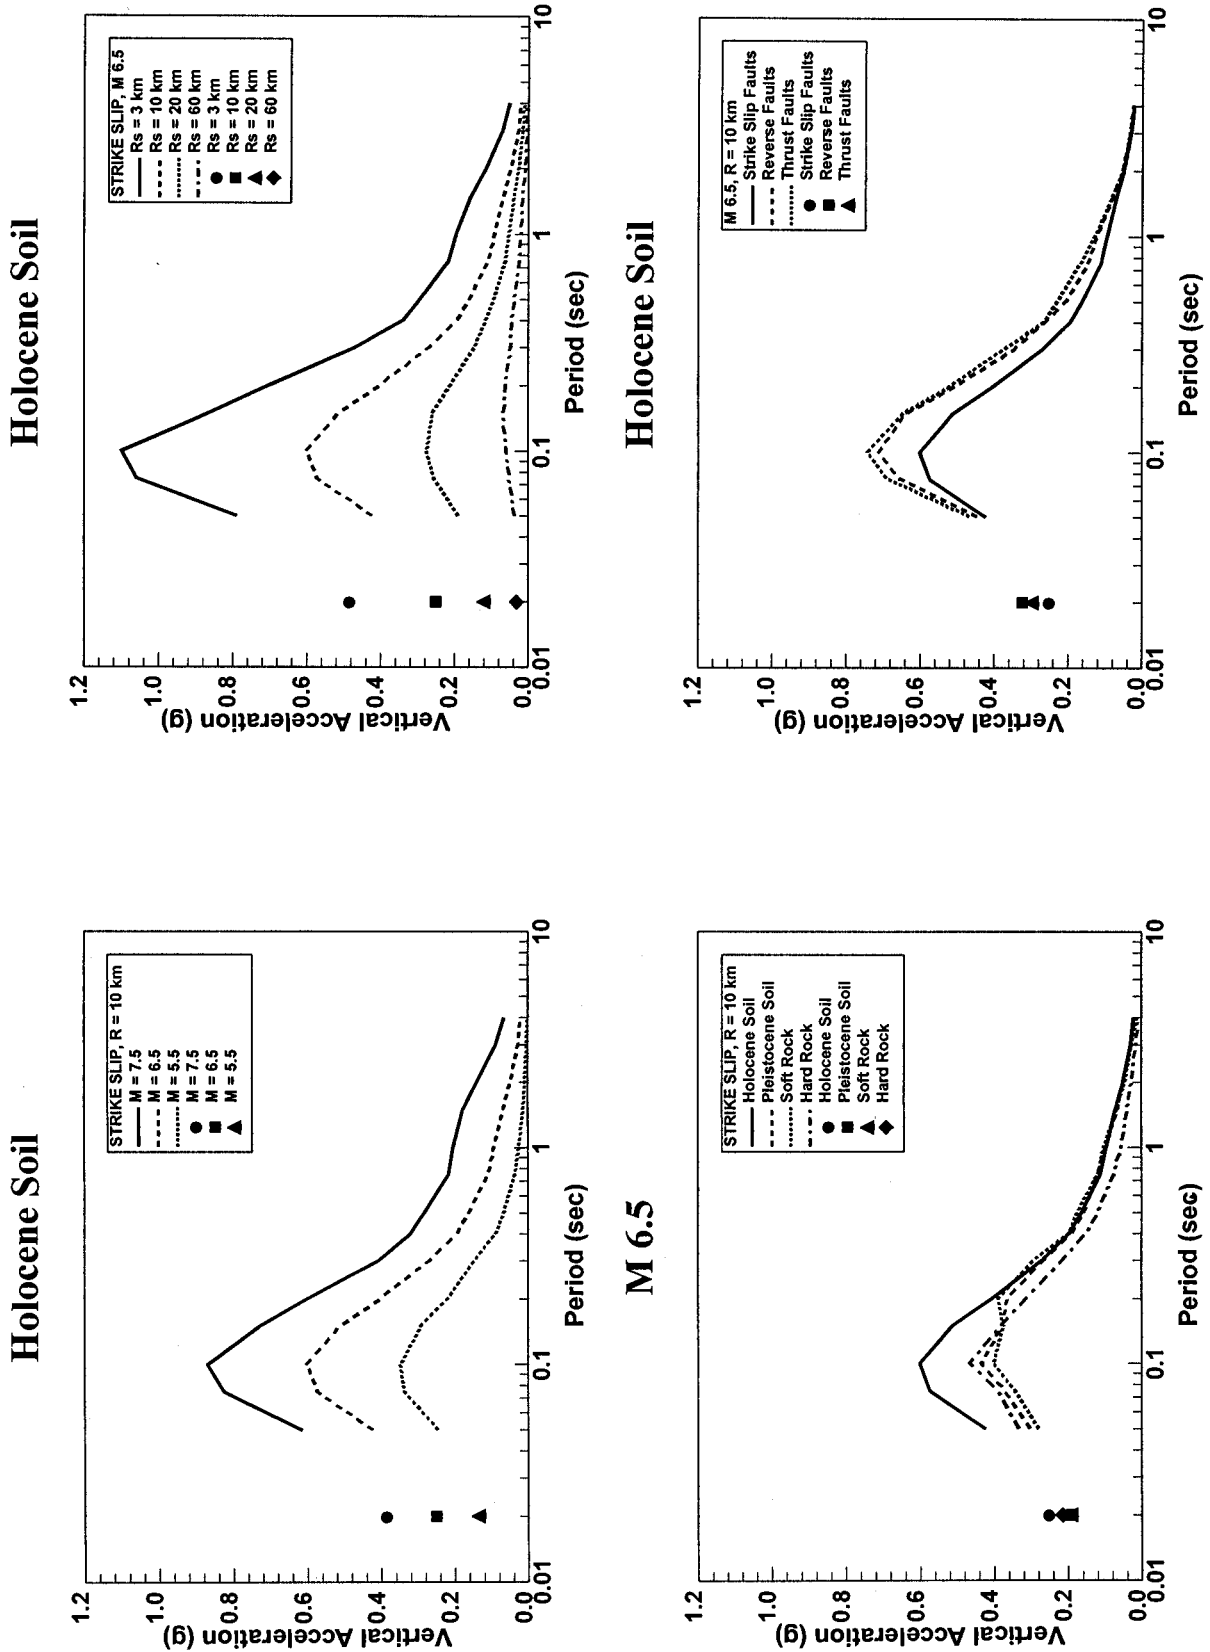 Holocene Soil
1.2
1.0
0.8
0.6
0.4
0.2
0.0
Vertical Acceleration (g)
0.01
0.1
1
10
Period (sec)
STRIKE SLIP, R = 10 km
M = 7.5
M = 6.5
M = 5.5
M = 7.5
M = 6.5
M = 5.5
Holocene Soil
1.2
1.0
0.8
0.6
0.4
0.2
0.0
Vertical Acceleration (g)
0.01
0.1
1
10
Period (sec)
STRIKE SLIP, M 6.5
Rs = 3 km
Rs = 10 km
Rs = 20 km
Rs = 60 km
Rs = 3 km
Rs = 10 km
Rs = 20 km
Rs = 60 km
M 6.5
1.2
1.0
0.8
0.6
0.4
0.2
0.0
Vertical Acceleration (g)
0.01
0.1
1
10
Period (sec)
STRIKE SLIP, R = 10 km
Holocene Soil
Pleistocene Soil
Soft Rock
Hard Rock
Holocene Soil
Pleistocene Soil
Soft Rock
Hard Rock
Holocene Soil
1.2
1.0
0.8
0.6
0.4
0.2
0.0
Vertical Acceleration (g)
0.01
0.1
1
10
Period (sec)
M 6.5, R = 10 km
Strike Slip Faults
Reverse Faults
Thrust Faults
Strike Slip Faults
Reverse Faults
Thrust Faults